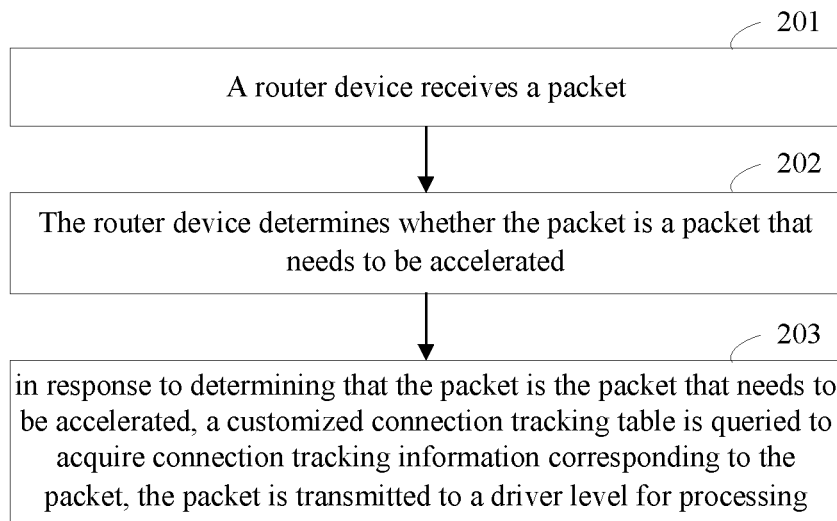 201
A router device receives a packet
202
The router device determines whether the packet is a packet that
needs to be accelerated
203
in response to determining that the packet is the packet that needs to
be accelerated, a customized connection tracking table is queried to
acquire connection tracking information corresponding to the
packet, the packet is transmitted to a driver level for processing